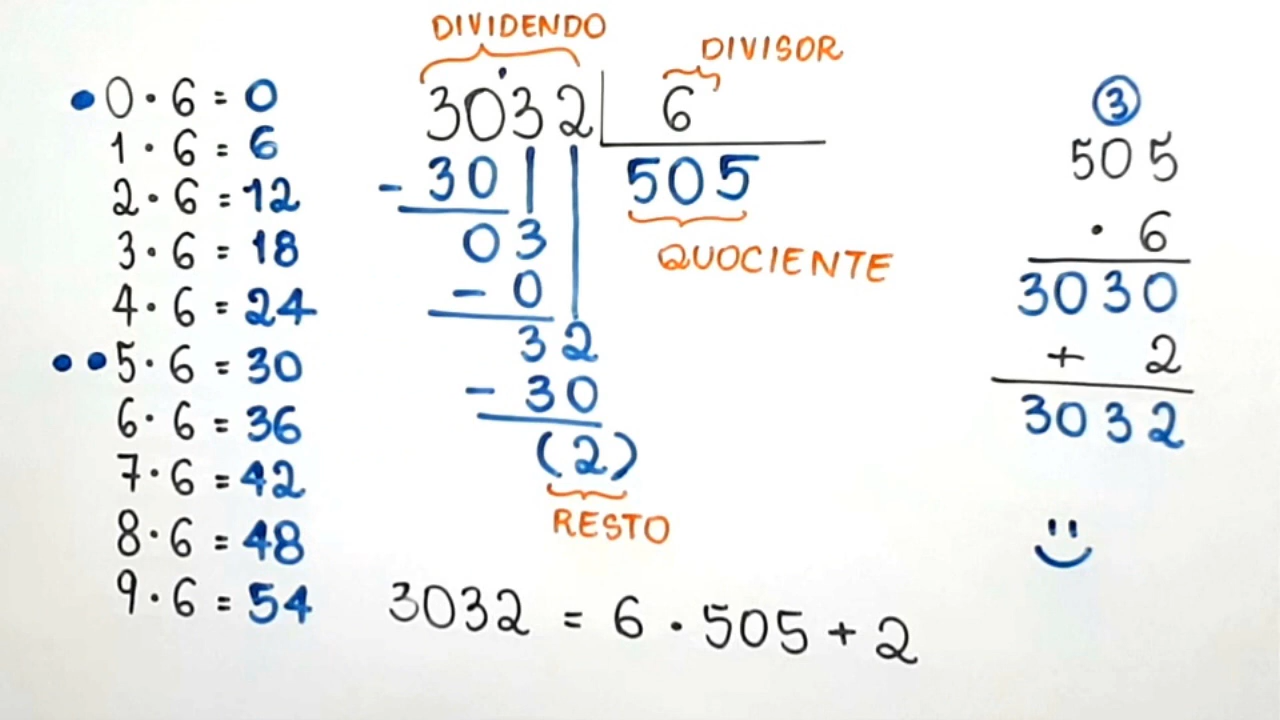 0 · 6 = 0
1 · 6 = 6
2 · 6 = 12
3 · 6 = 18
4 · 6 = 24
5 · 6 = 30
6 · 6 = 36
7 · 6 = 42
8 · 6 = 48
9 · 6 = 54
DIVIDENDO
DIVISOR
3032 6
- 30 505
QUOCIENTE
03
- 0
32
- 30
(2)
RESTO
3032 = 6 · 505 + 2
3
505
· 6
3030
+ 2
3032